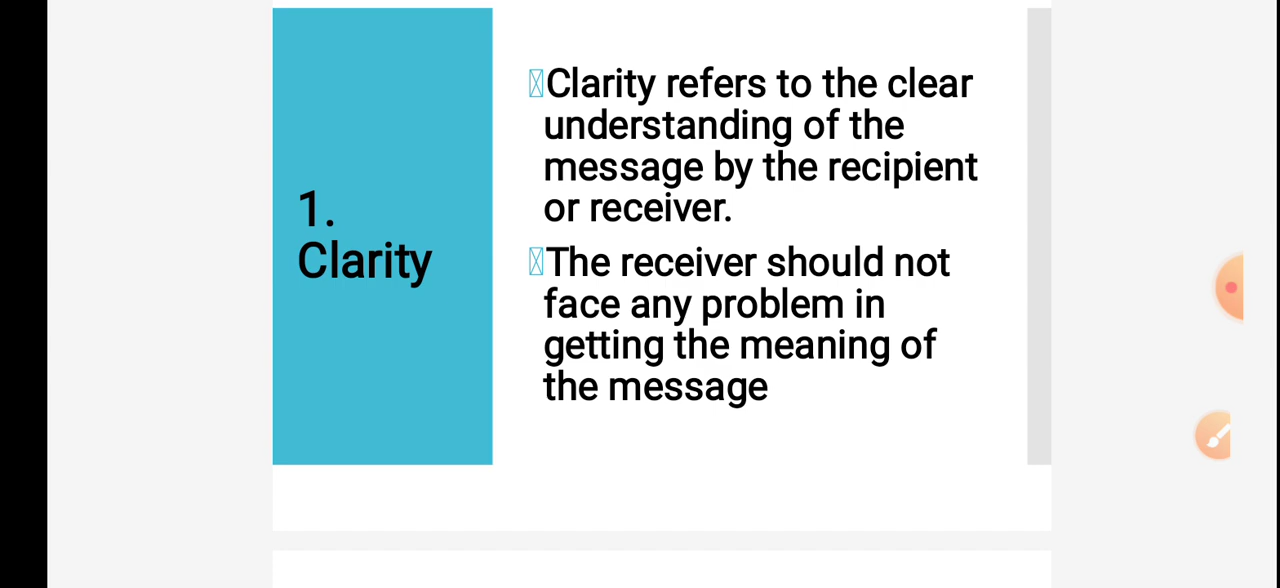 1.
Clarity
Clarity refers to the clear
understanding of the
message by the recipient
or receiver.
The receiver should not
face any problem in
getting the meaning of
the message